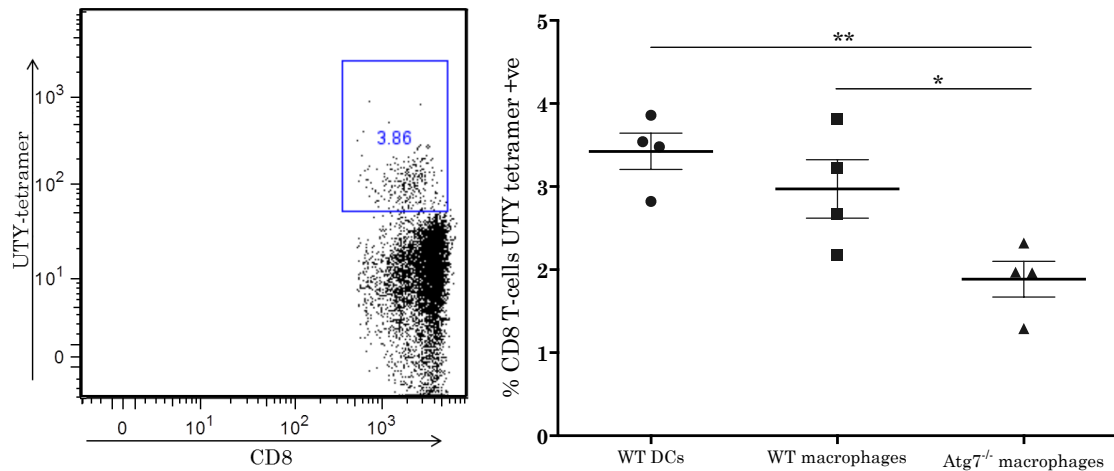 UTY-tetramer
10³
10²
10¹
0
3.86
0
10¹
10²
10³
CD8
% CD8 T-cells UTY tetramer +ve
5
4
3
2
1
0
**
*
WT DCs
WT macrophages
Atg7⁻/⁻ macrophages